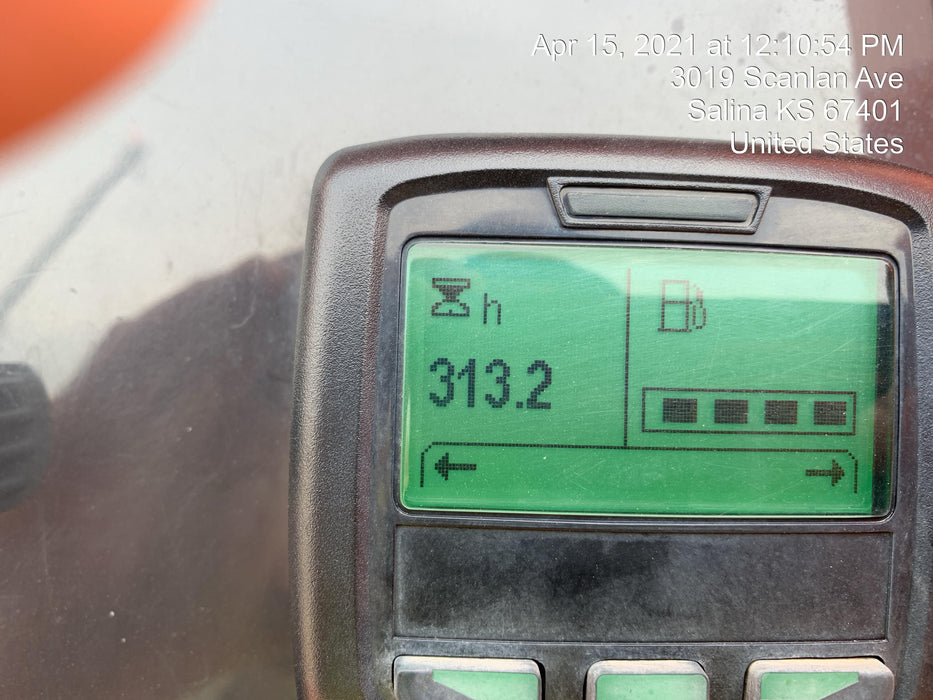 Apr 15, 2021 at 12:10:54 PM
3019 Scanlan Ave
Salina KS 67401
United States
h
313.2